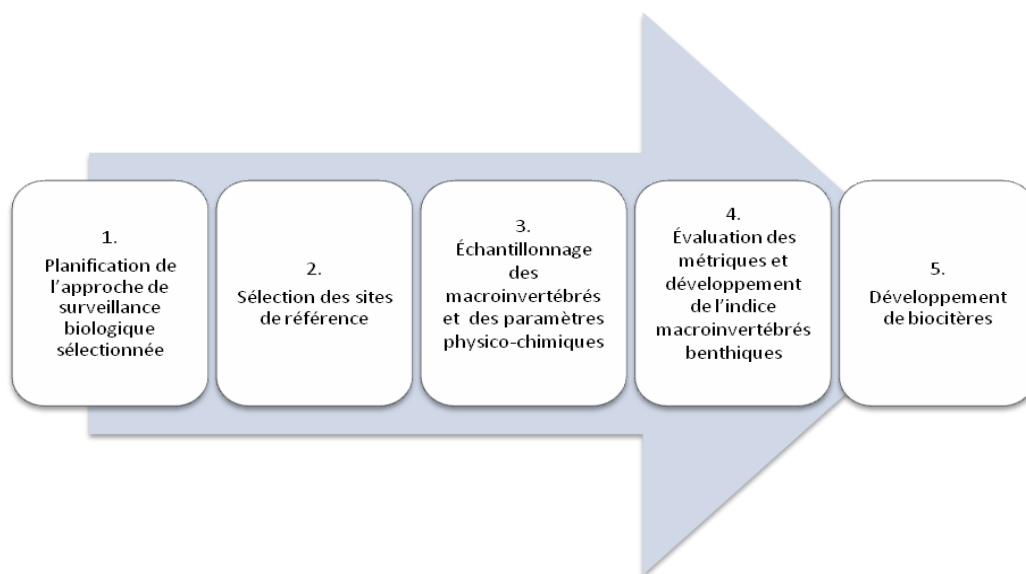 1.
Planification de
l'approche de
surveillance
biologique
sélectionnée
2.
Sélection des sites
de référence
3.
Échantillonnage
des
macroinvertébrés
et des paramètres
physico-chimiques
4.
Évaluation des
métriques et
développement
de l'indice
macroinvertébrés
benthiques
5.
Développement
de biocitères